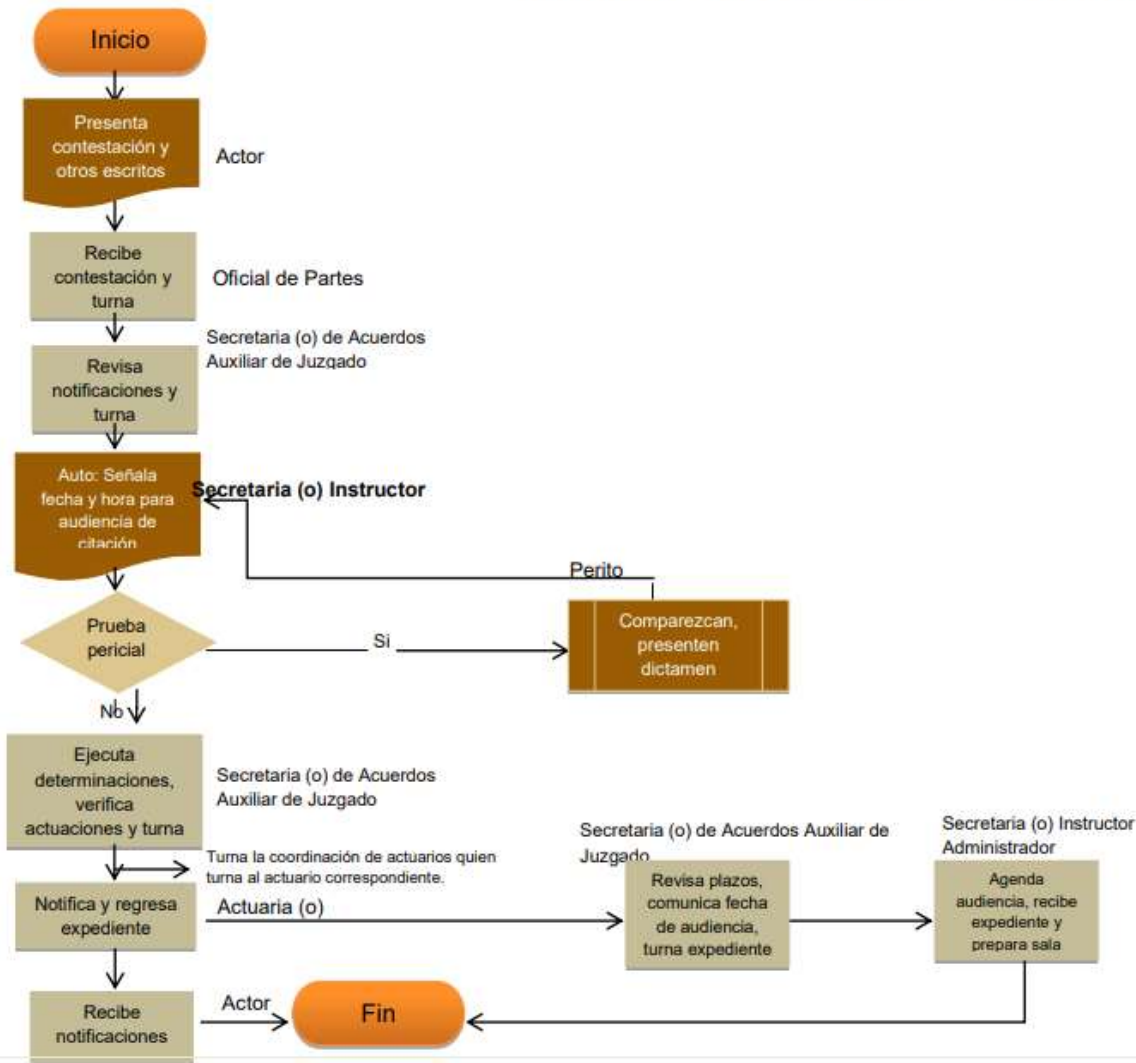 Inicio
Presenta
contestación y
otros escritos
Actor
Recibe
contestación y
turna
Oficial de Partes
Secretaria (o) de Acuerdos
Auxiliar de Juzgado
Revisa
notificaciones y
turna
Auto: Señala
fecha y hora para
audiencia de
citación
Secretaria (o) Instructor
Perito
Comparezcan,
presenten
dictamen
Prueba
pericial
Si
No
Ejecuta
determinaciones,
verifica
actuaciones y turna
Secretaria (o) de Acuerdos
Auxiliar de Juzgado
Turna la coordinación de actuarios quien
turna al actuario correspondiente.
Notifica y regresa
expediente
Actuaria (o)
Secretaria (o) de Acuerdos Auxiliar de
Juzgado
Revisa plazos,
comunica fecha
de audiencia,
turna expediente
Secretaria (o) Instructor
Administrador
Agenda
audiencia, recibe
expediente y
prepara sala
Recibe
notificaciones
Actor
Fin